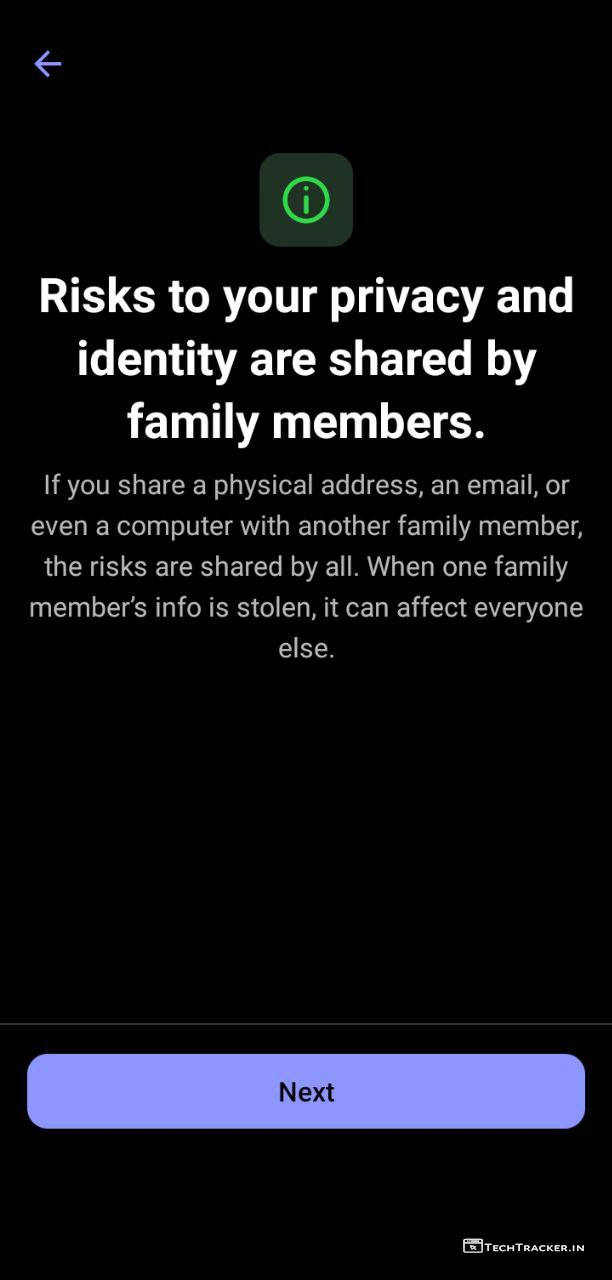 Risks to your privacy and
identity are shared by
family members.
If you share a physical address, an email, or
even a computer with another family member,
the risks are shared by all. When one family
member’s info is stolen, it can affect everyone
else.
Next
TECHTRACKER.IN